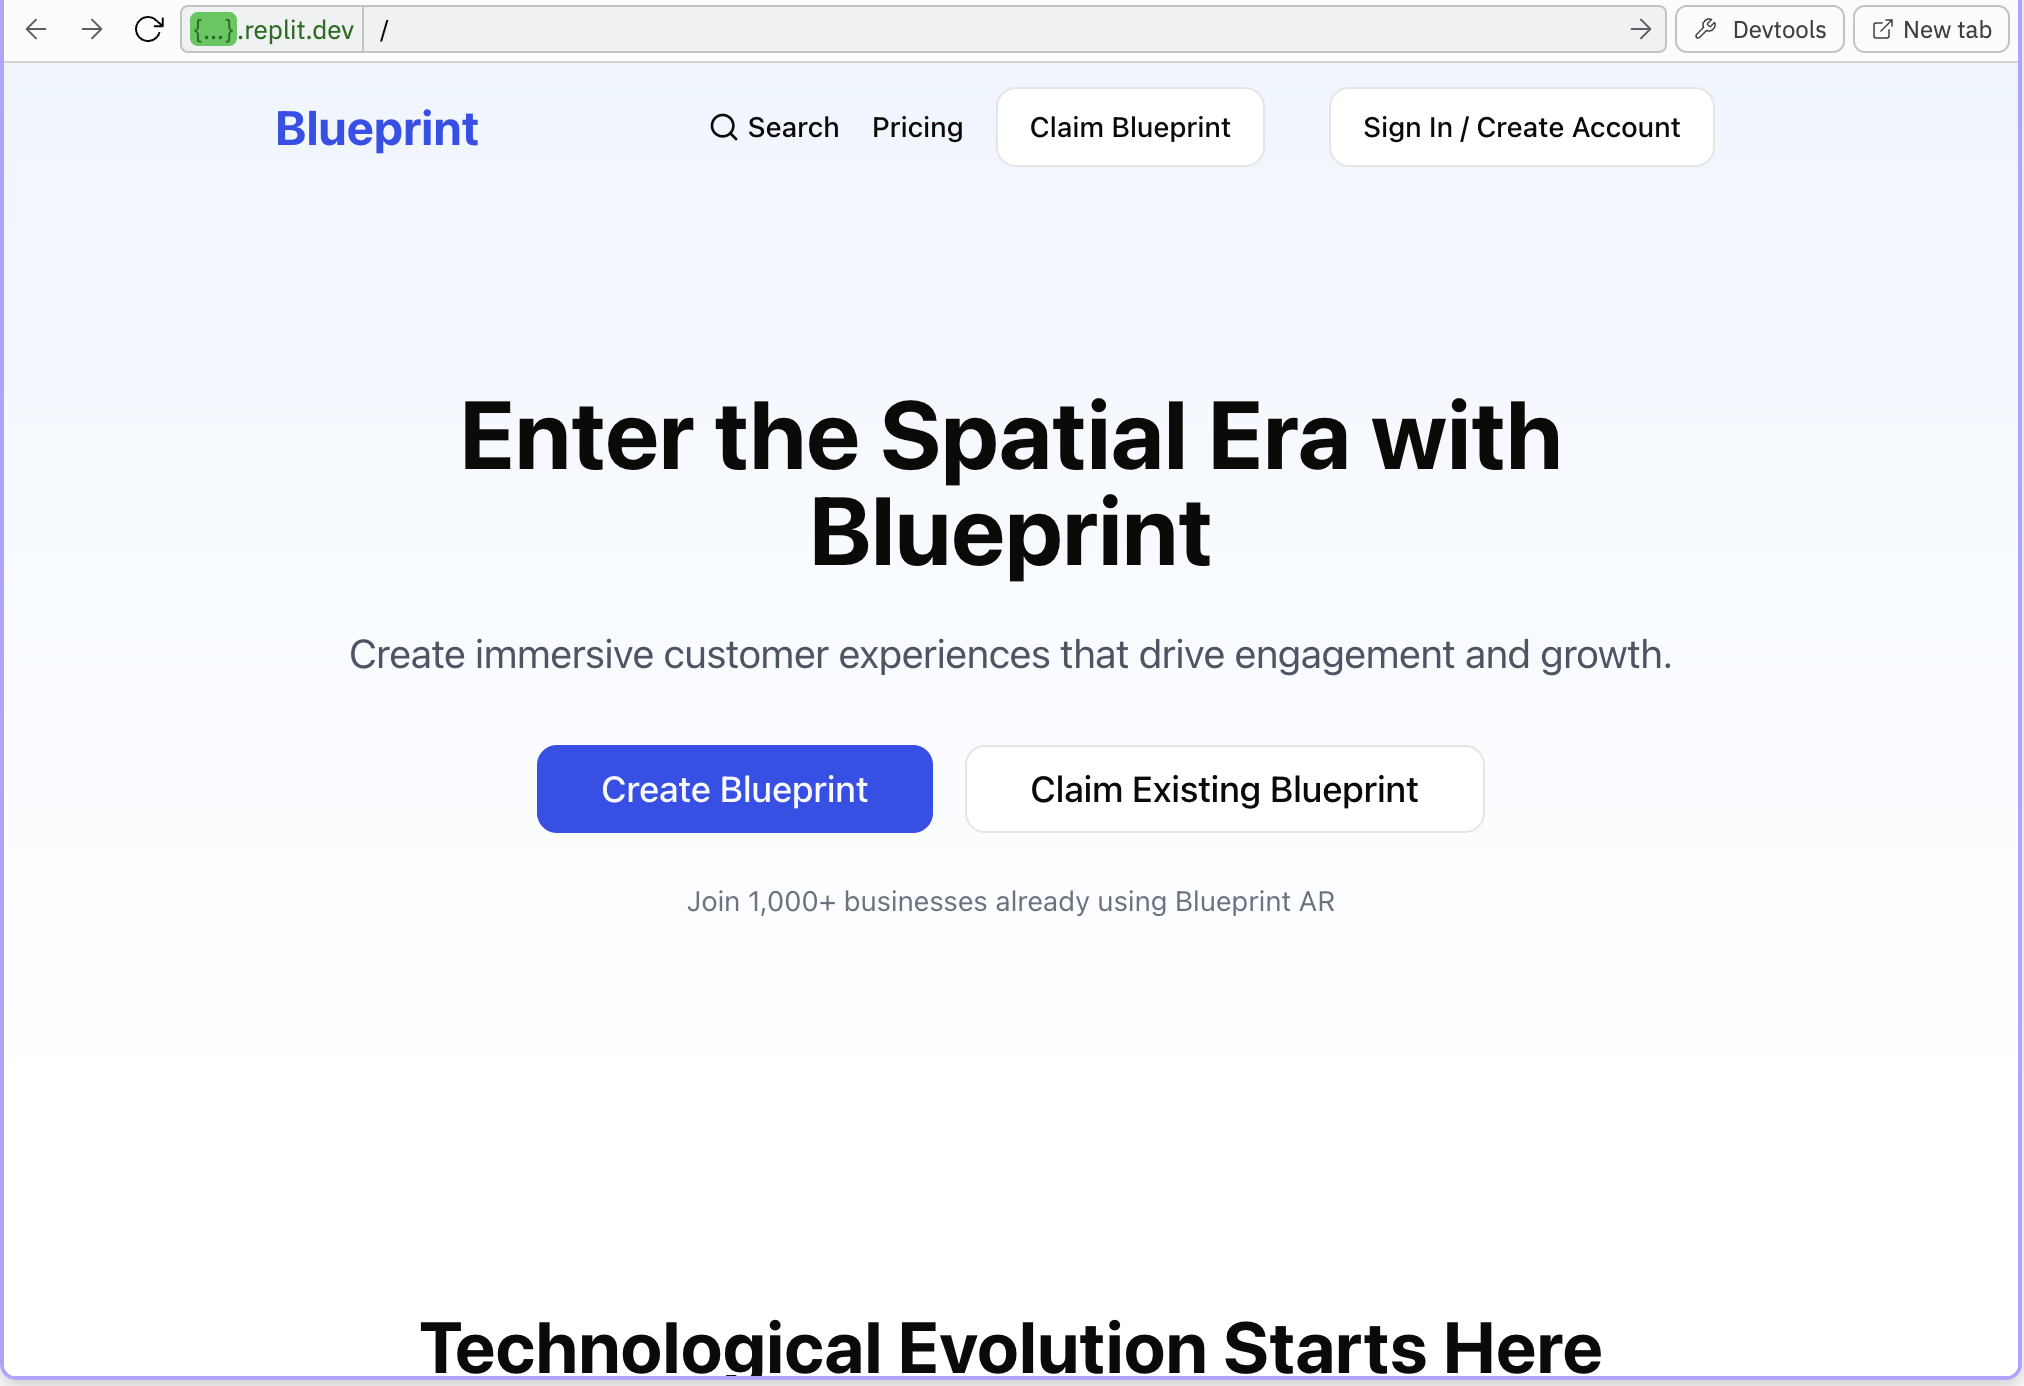 {...}.replit.dev /
Devtools
New tab
Blueprint
Search
Pricing
Claim Blueprint
Sign In / Create Account
Enter the Spatial Era with
Blueprint
Create immersive customer experiences that drive engagement and growth.
Create Blueprint
Claim Existing Blueprint
Join 1,000+ businesses already using Blueprint AR
Technological Evolution Starts Here